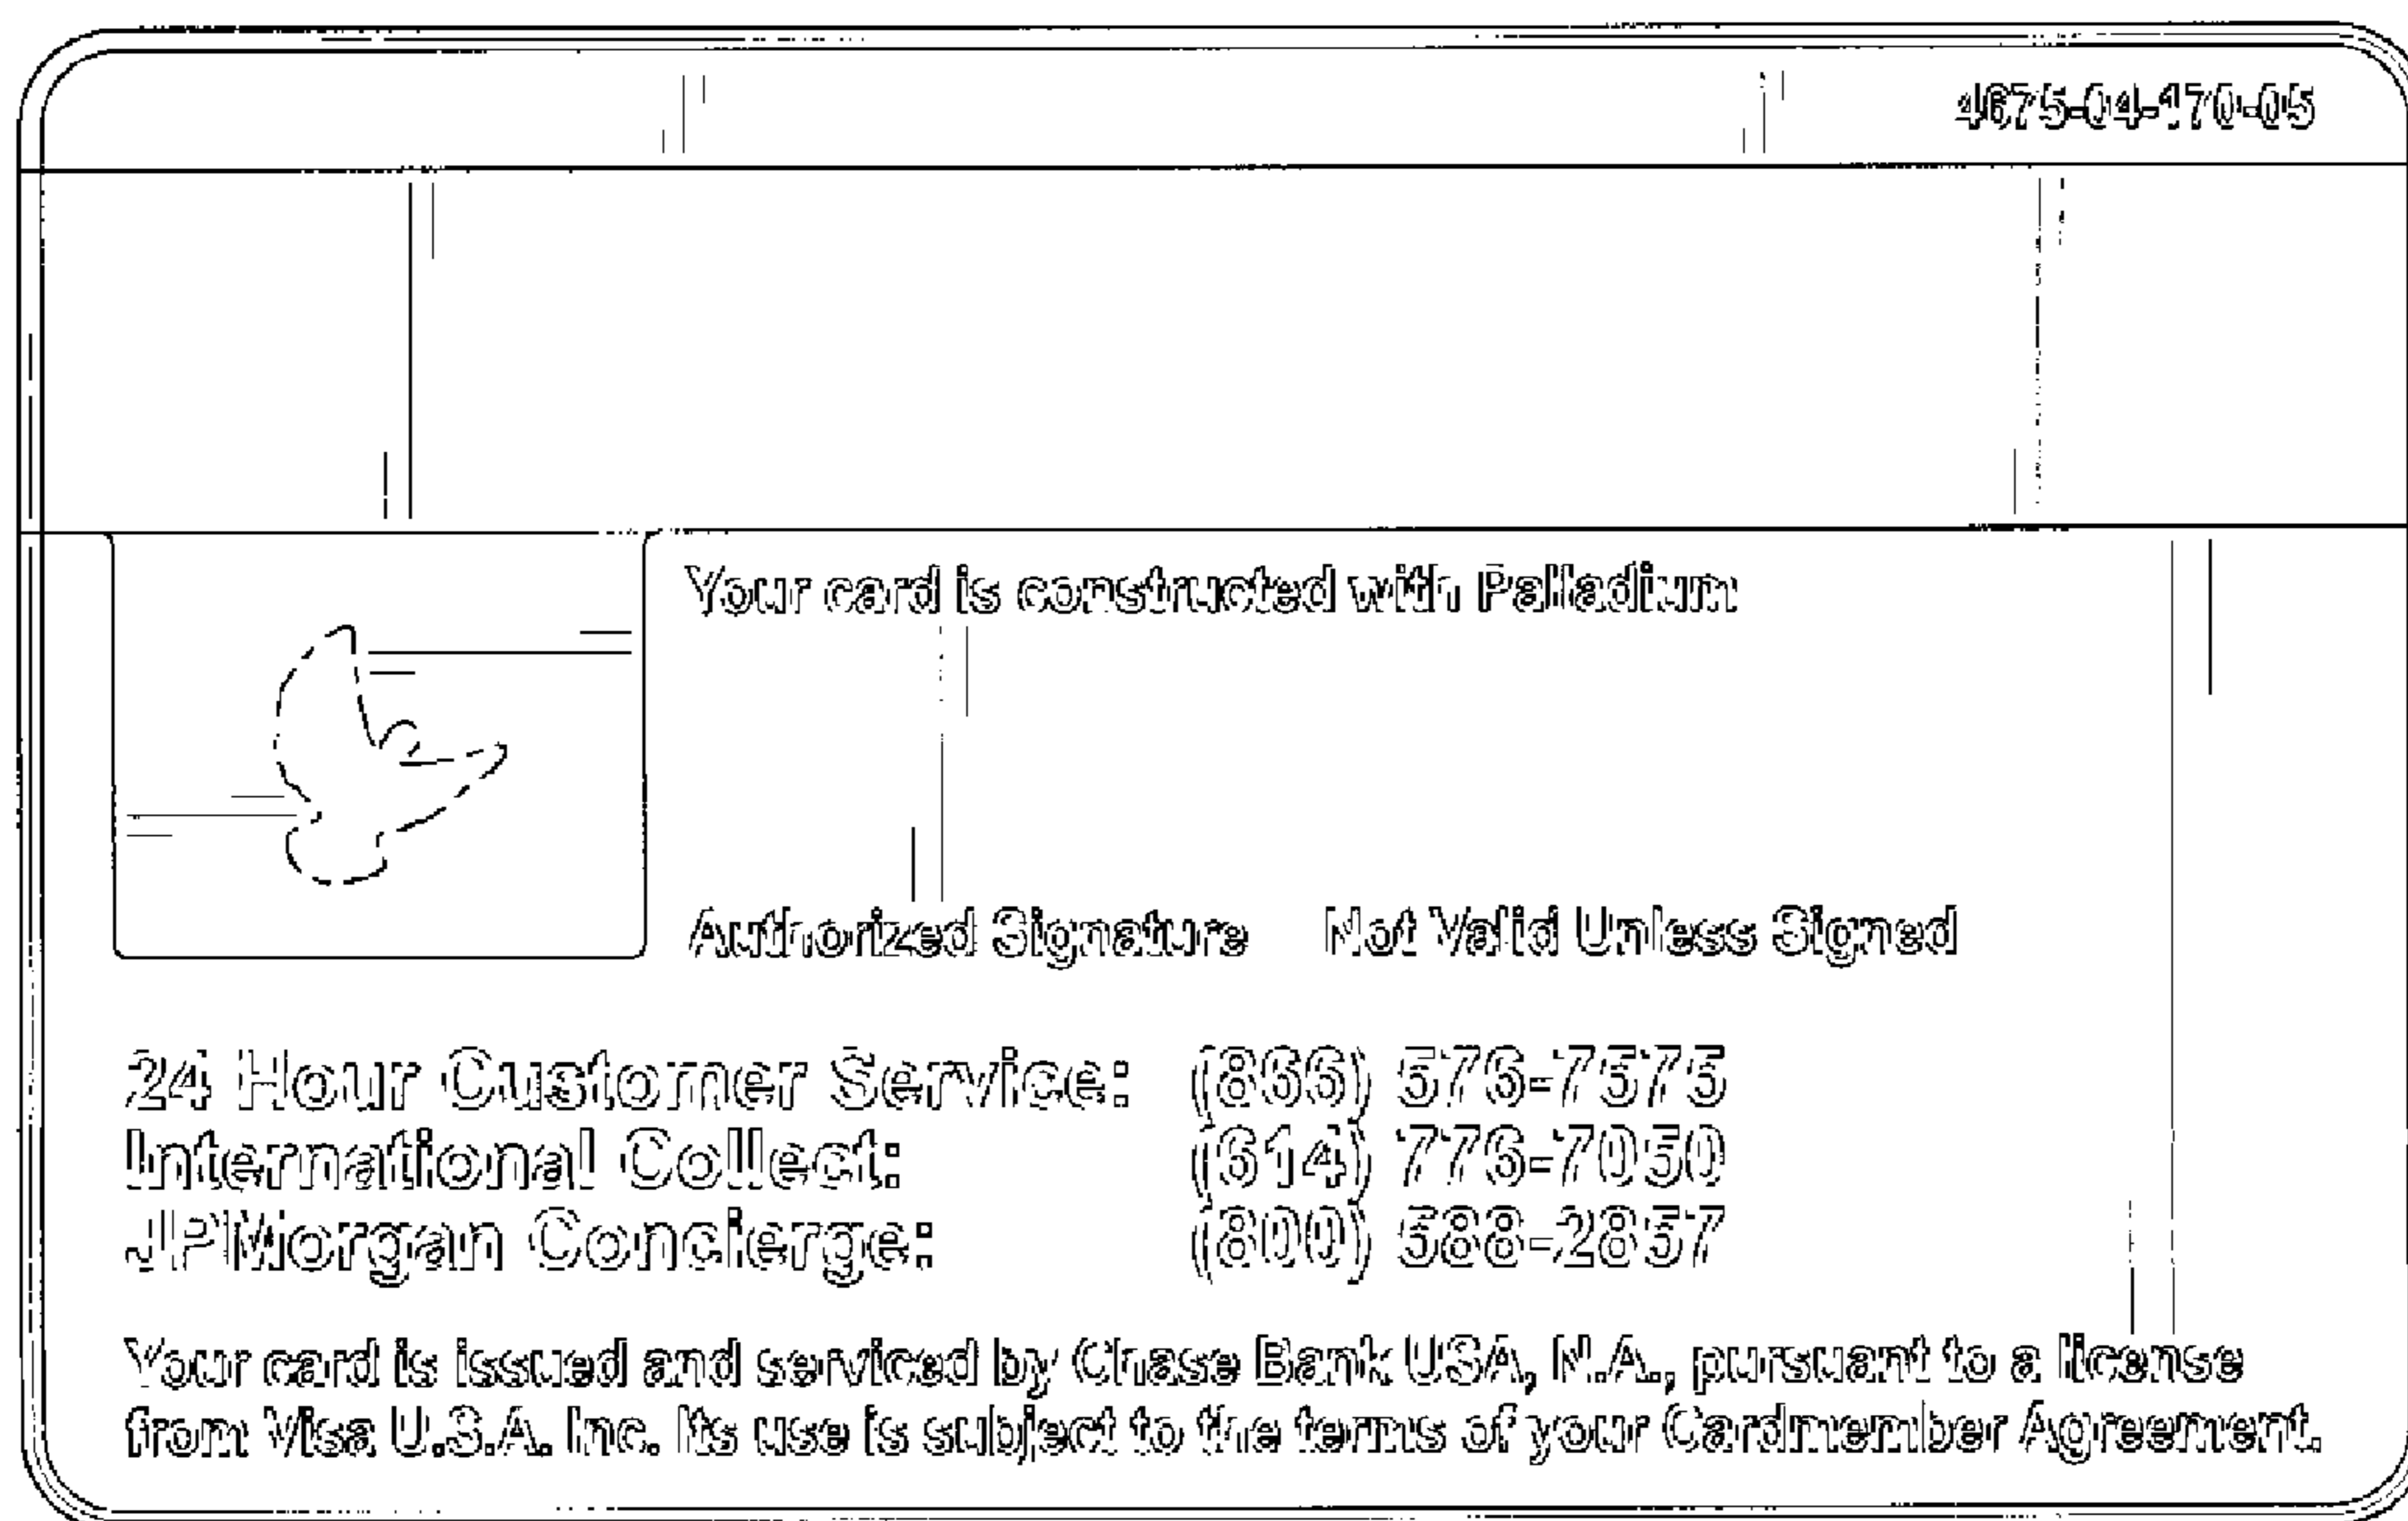 4675-04-170-05
Your card is constructed with Palladium
Authorized Signature Not Valid Unless Signed
24 Hour Customer Service: (866) 576-7575
International Collect: (614) 776-7050
JPMorgan Concierge: (800) 588-2857
Your card is issued and serviced by Chase Bank USA, N.A., pursuant to a license
from Visa U.S.A. Inc. Its use is subject to the terms of your Cardmember Agreement.